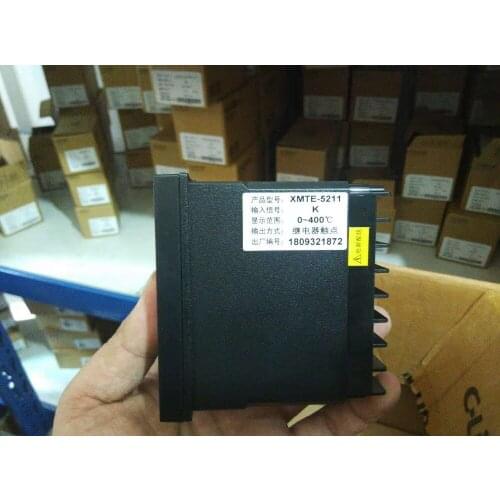 产品型号: XMTE-5211
输入信号: K
显示范围: 0~400℃
输出方式: 继电器触点
出厂编号: 1809321872